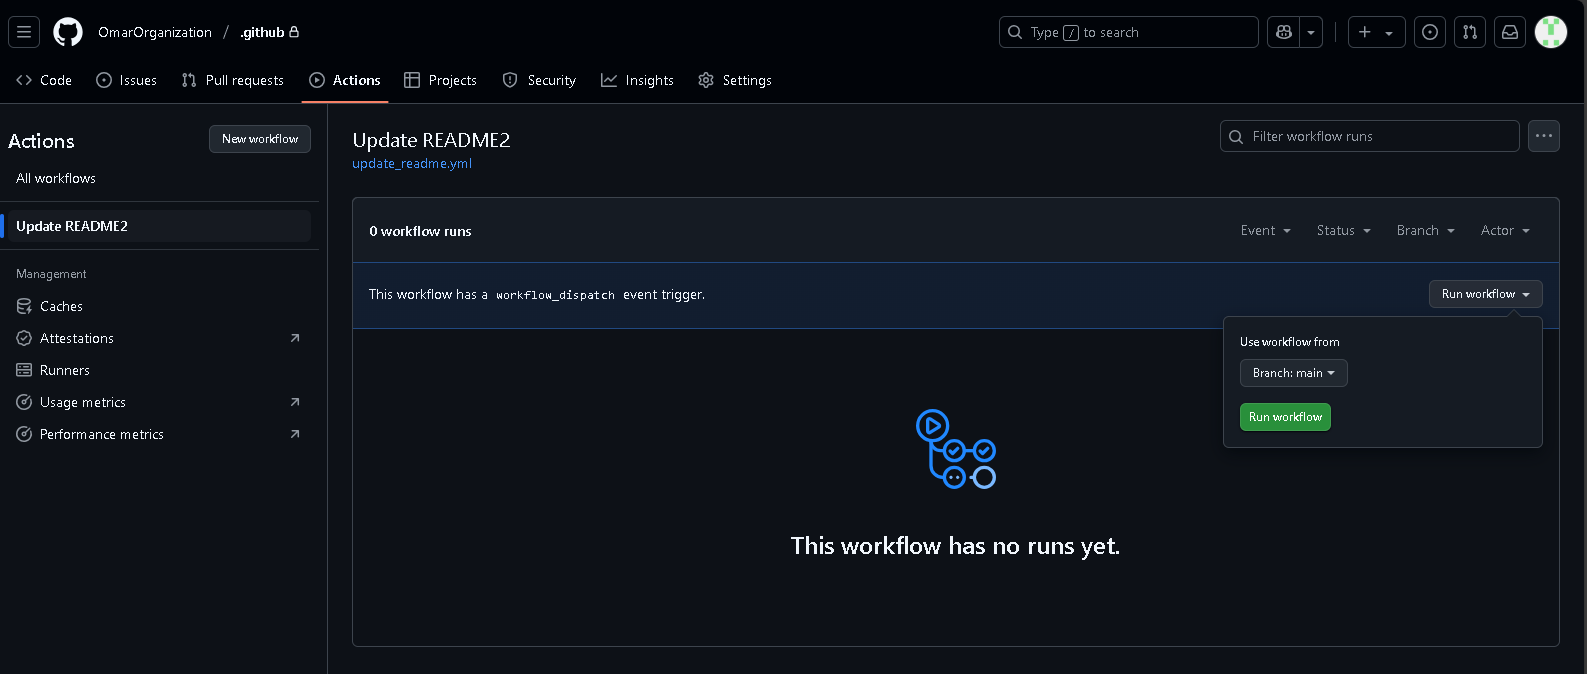 OmarOrganization / .github
Type / to search
Code
Issues
Pull requests
Actions
Projects
Security
Insights
Settings
Actions
New workflow
All workflows
Update README2
Management
Caches
Attestations
Runners
Usage metrics
Performance metrics
Update README2
update_readme.yml
Filter workflow runs
0 workflow runs
Event
Status
Branch
Actor
This workflow has a workflow_dispatch event trigger.
Run workflow
Use workflow from
Branch: main
Run workflow
This workflow has no runs yet.